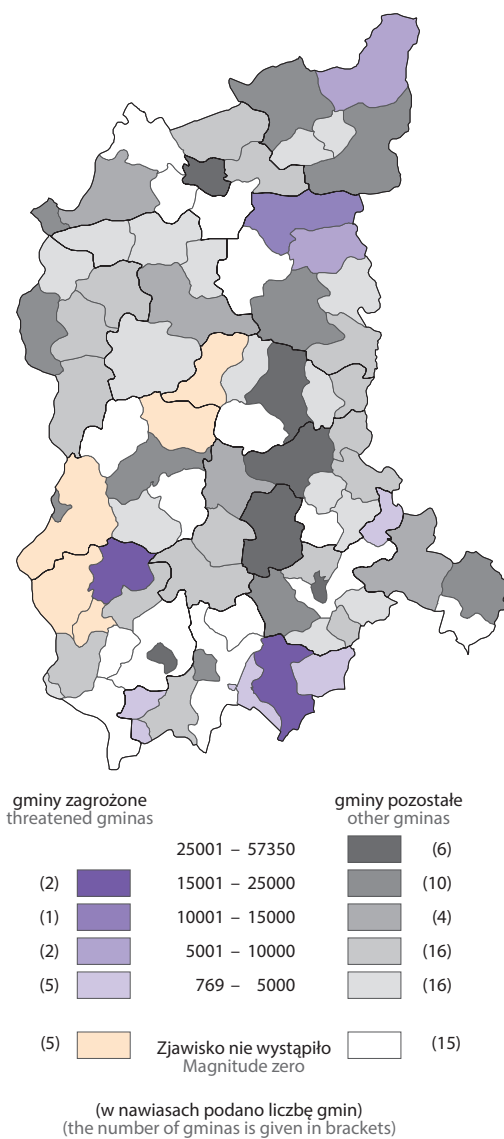 gminy zagrożone gminy pozostałe
threatened gminas other gminas
25001 – 57350 (6)
(2) 15001 – 25000 (10)
(1) 10001 – 15000 (4)
(2) 5001 – 10000 (16)
(5) 769 – 5000 (16)
(5) Zjawisko nie wystąpiło (15)
Magnitude zero
(w nawiasach podano liczbę gmin)
(the number of gminas is given in brackets)